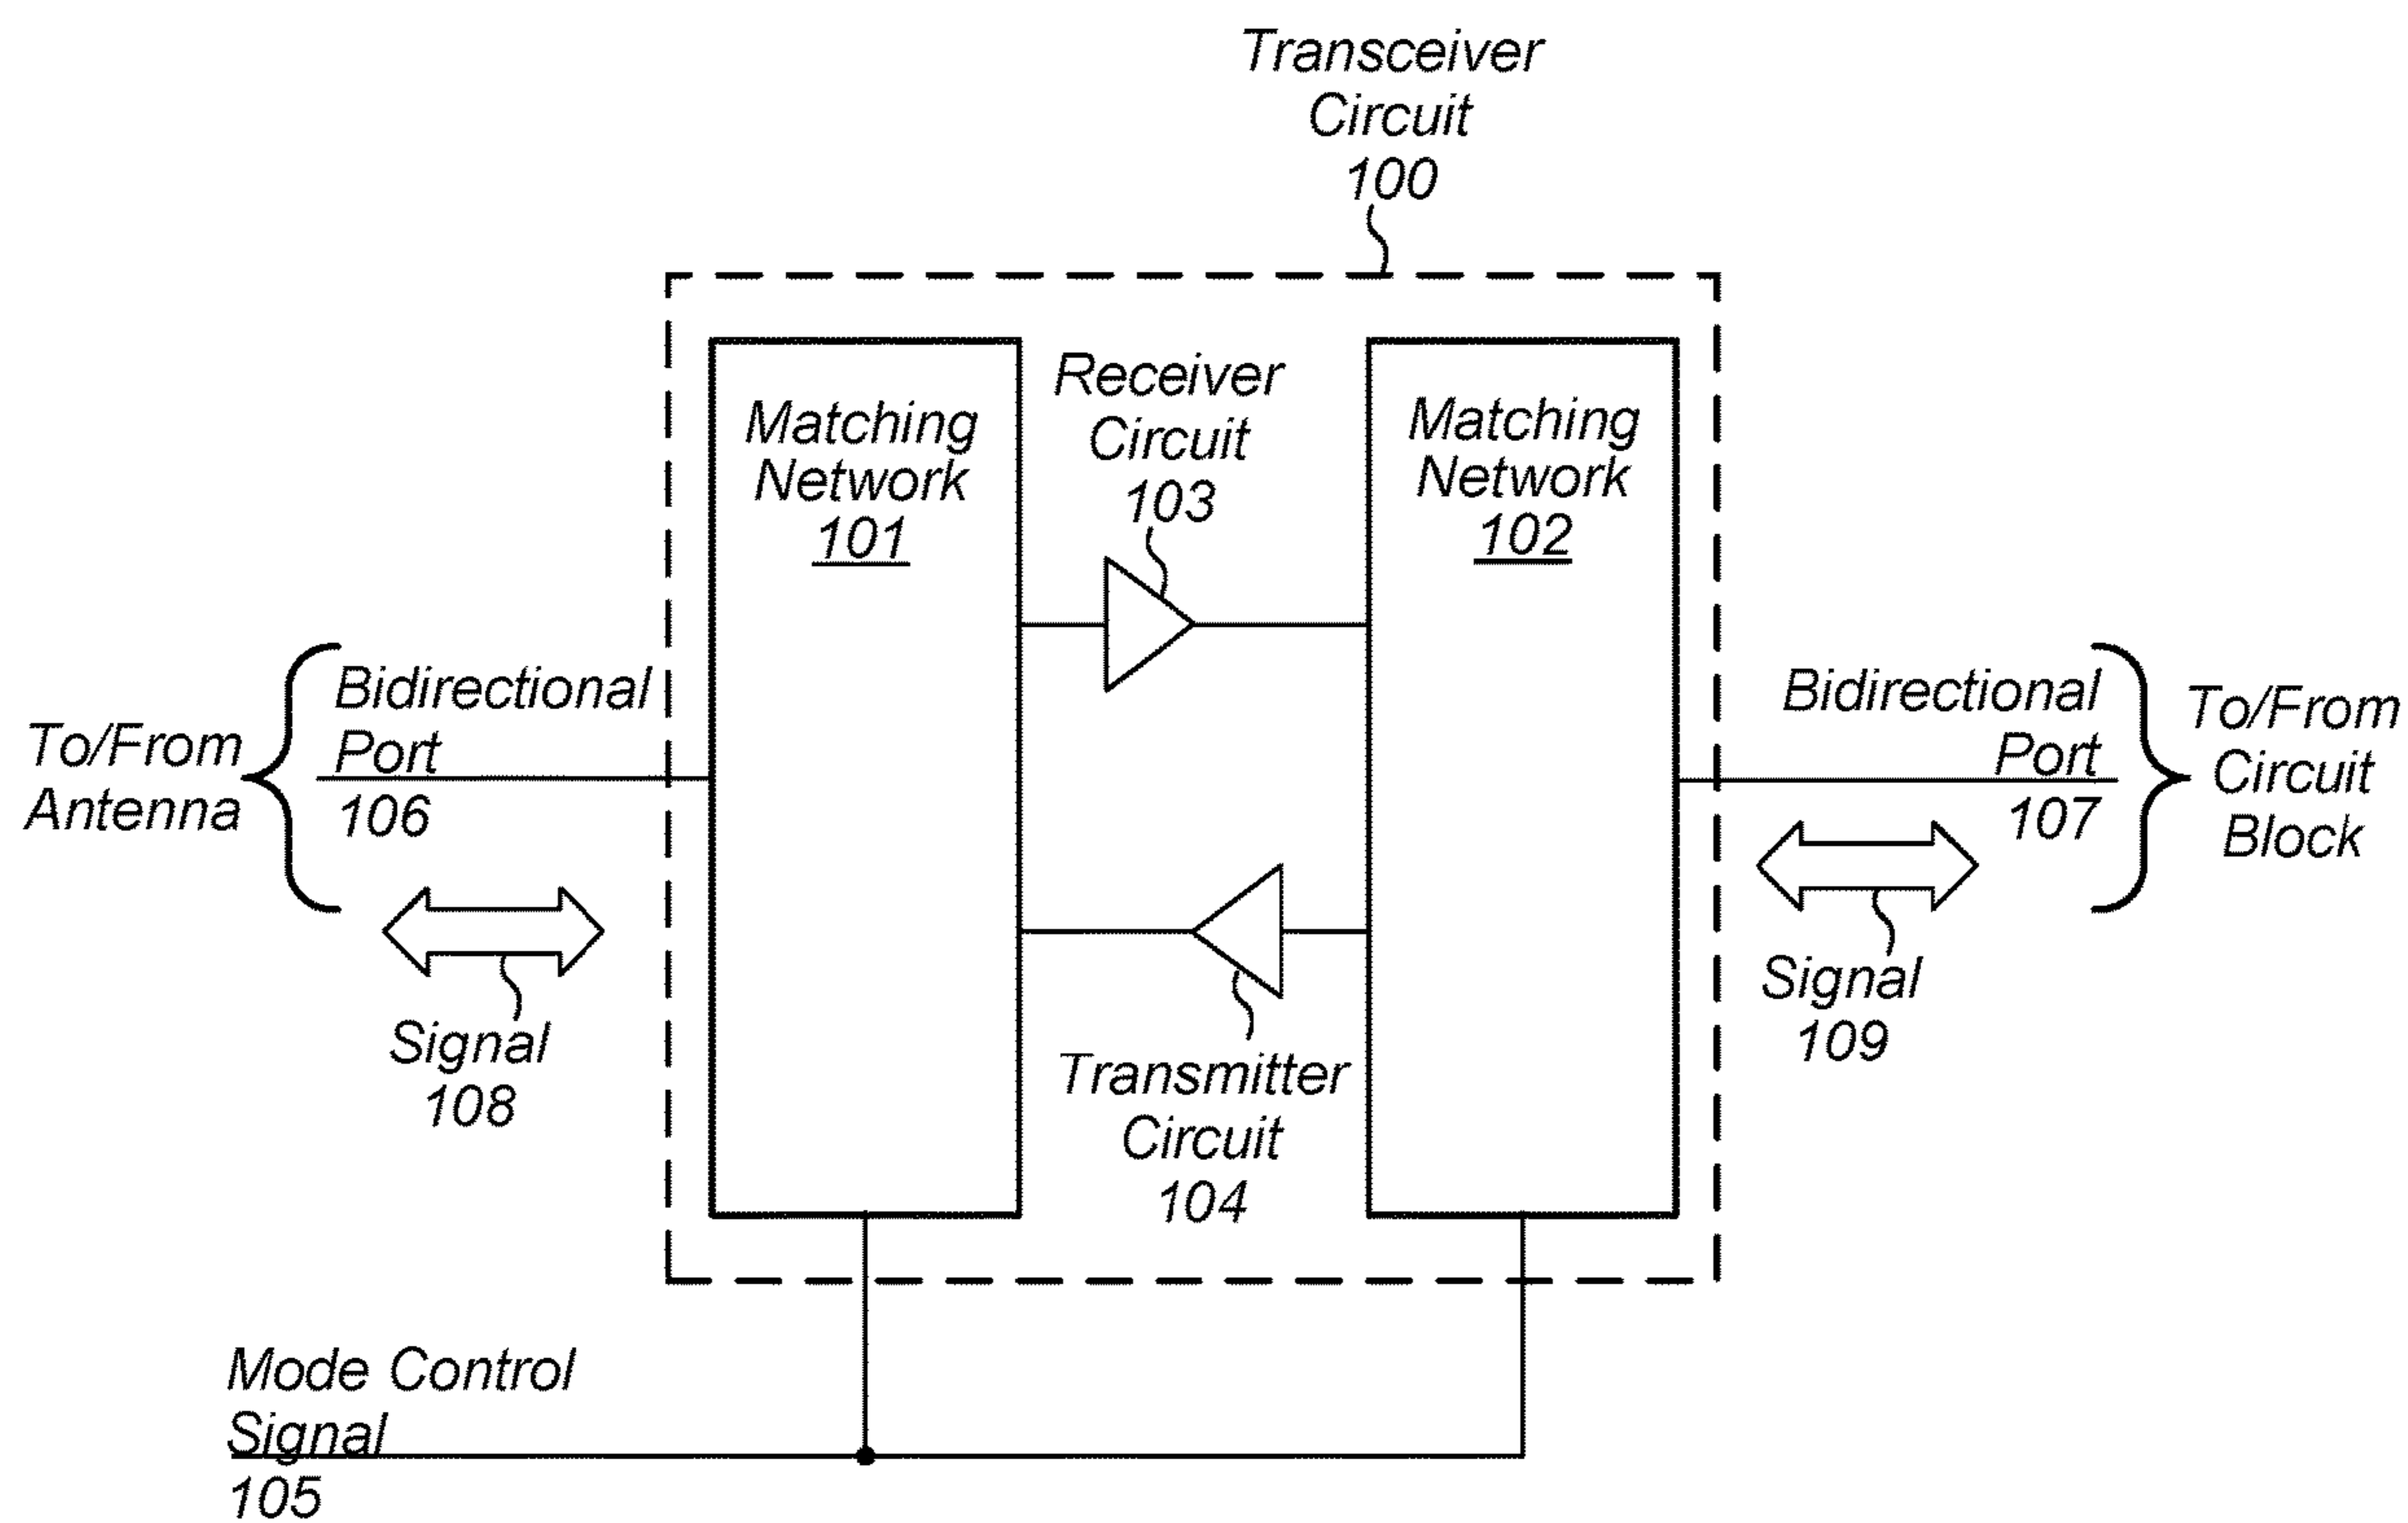 Transceiver
Circuit
100
Matching
Network
101
Receiver
Circuit
103
Matching
Network
102
To/From
Antenna
Bidirectional
Port
106
Signal
108
Bidirectional
Port
107
To/From
Circuit
Block
Signal
109
Transmitter
Circuit
104
Mode Control
Signal
105